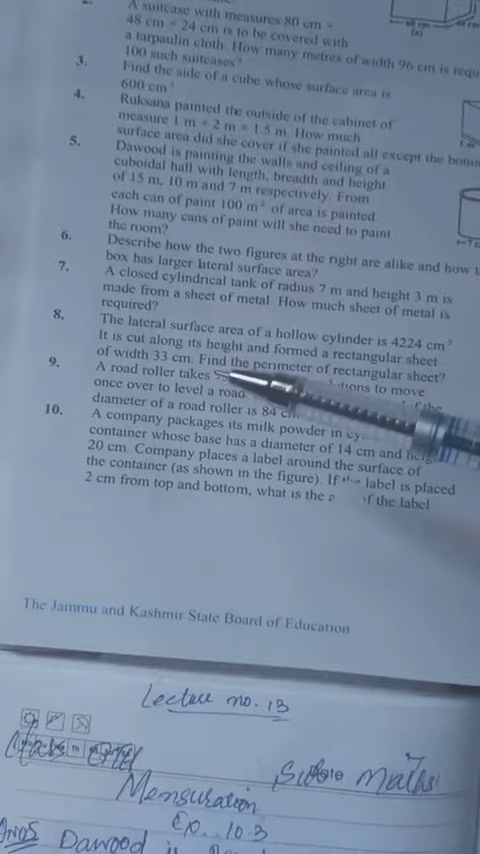 A suitcase with measures 80 cm ×
48 cm × 24 cm is to be covered with
a tarpaulin cloth. How many metres of width 96 cm is requ
100 such suitcases?
3. Find the side of a cube whose surface area is
600 cm²
4. Ruksana painted the outside of the cabinet of
measure 1 m × 2 m × 1.5 m. How much
surface area did she cover if she painted all except the botto
5. Dawood is painting the walls and ceiling of a
cuboidal hall with length, breadth and height
of 15 m, 10 m and 7 m respectively. From
each can of paint 100 m² of area is painted.
How many cans of paint will she need to paint
the room?
6. Describe how the two figures at the right are alike and how
box has larger lateral surface area?
7. A closed cylindrical tank of radius 7 m and height 3 m is
made from a sheet of metal. How much sheet of metal is
required?
8. The lateral surface area of a hollow cylinder is 4224 cm²
It is cut along its height and formed a rectangular sheet
of width 33 cm. Find the perimeter of rectangular sheet?
9. A road roller takes to move
once over to level a road
diameter of a road roller is 84
10. A company packages its milk powder in
container whose base has a diameter of 14 cm and
20 cm. Company places a label around the surface of
the container (as shown in the figure). If label is placed
2 cm from top and bottom, what is the of the label
The Jammu and Kashmir State Board of Education
Lecture no. 13
Maths
Mensuration
Ex. 10.3
Dawood